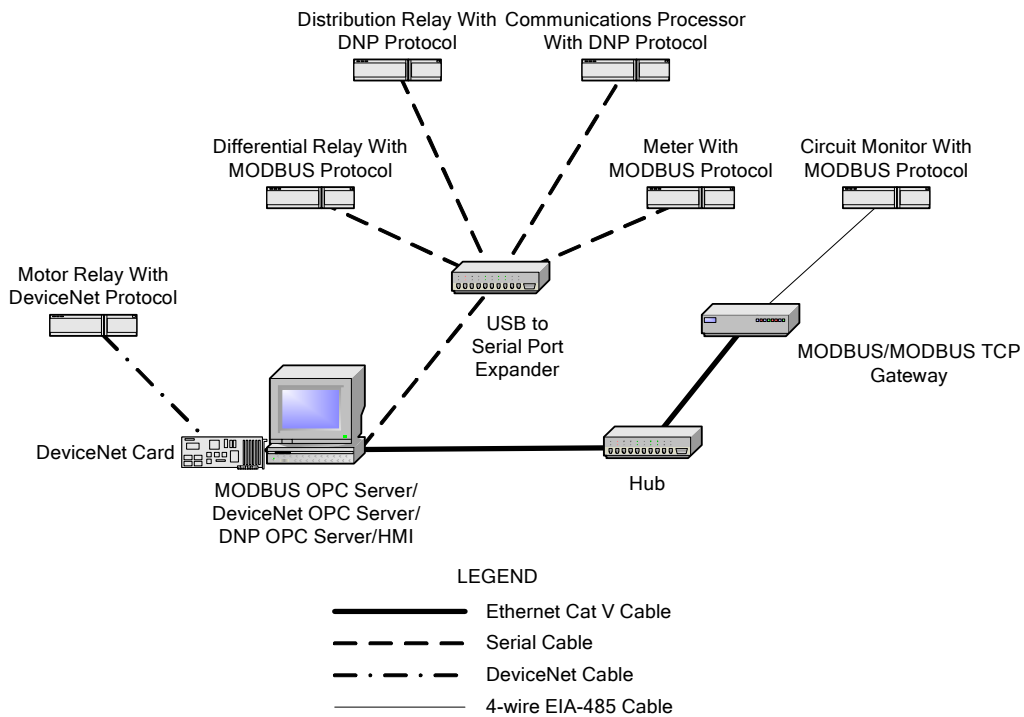 Distribution Relay With
DNP Protocol
Communications Processor
With DNP Protocol
Differential Relay With
MODBUS Protocol
Meter With
MODBUS Protocol
Circuit Monitor With
MODBUS Protocol
Motor Relay With
DeviceNet Protocol
USB to
Serial Port
Expander
MODBUS/MODBUS TCP
Gateway
DeviceNet Card
MODBUS OPC Server/
DeviceNet OPC Server/
DNP OPC Server/HMI
Hub
LEGEND
Ethernet Cat V Cable
Serial Cable
DeviceNet Cable
4-wire EIA-485 Cable